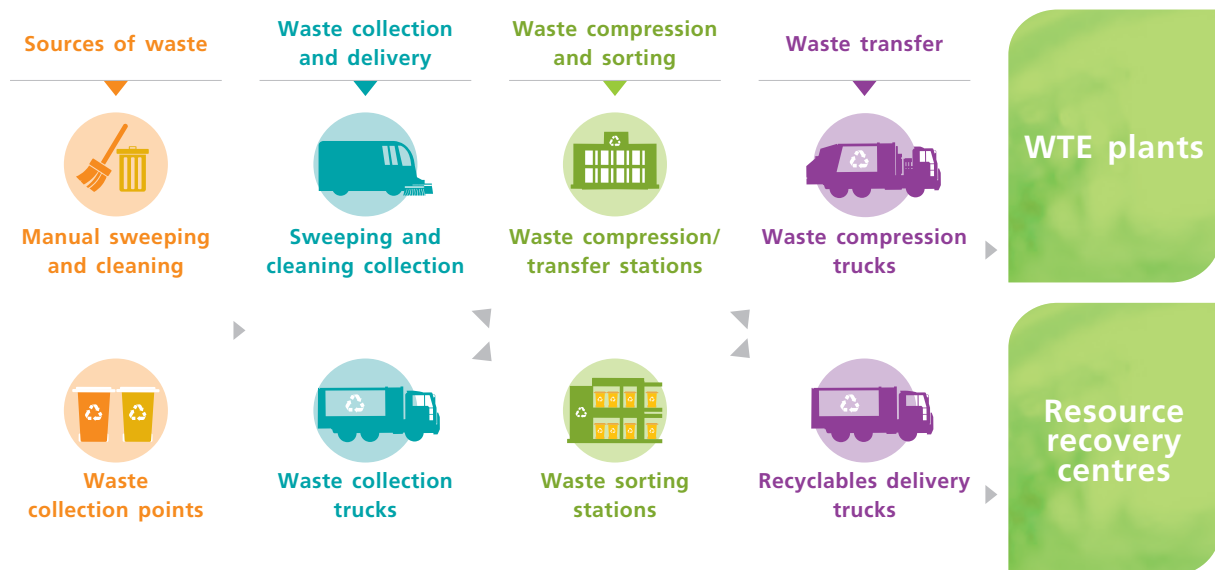 Sources of waste
Waste collection
and delivery
Waste compression
and sorting
Waste transfer
Manual sweeping
and cleaning
Sweeping and
cleaning collection
Waste compression/
transfer stations
Waste compression
trucks
WTE plants
Waste
collection points
Waste collection
trucks
Waste sorting
stations
Recyclables delivery
trucks
Resource
recovery
centres